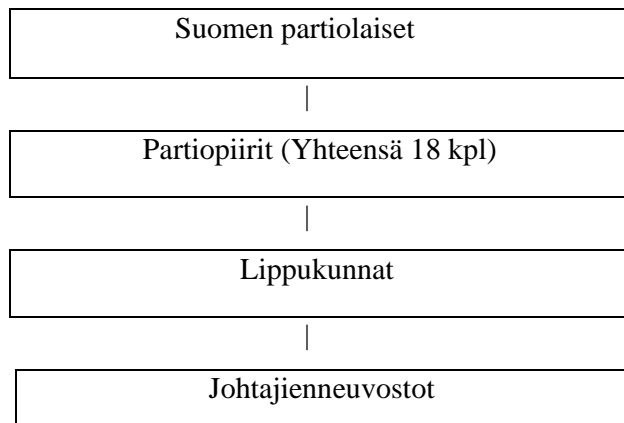 Suomen partiolaiset
Partiopiirit (Yhteensä 18 kpl)
Lippukunnat
Johtajienneuvostot